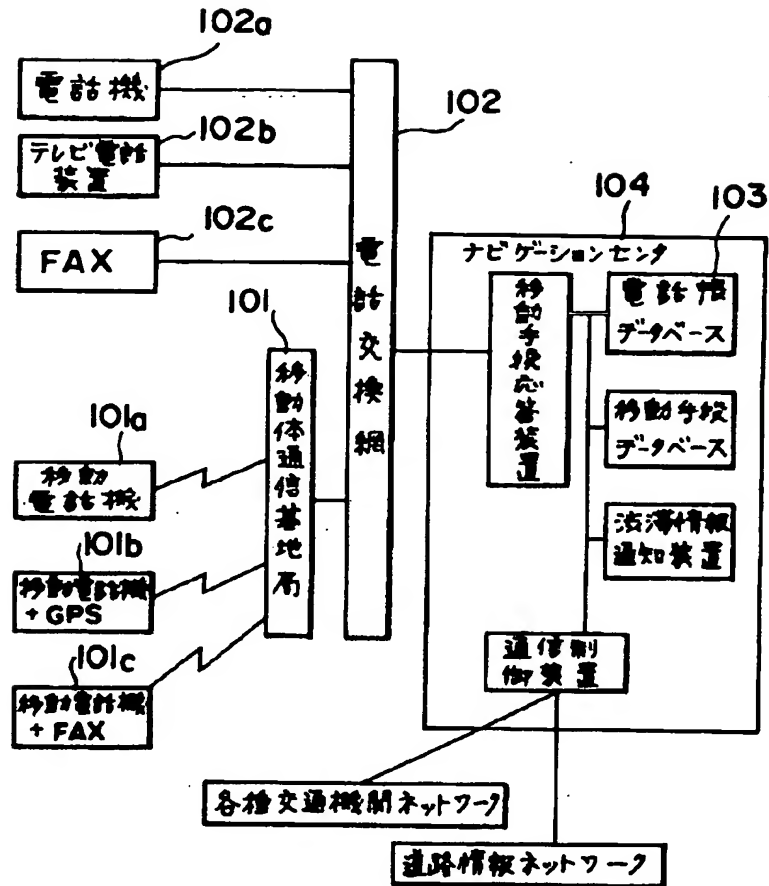 102a
電話機
102b
テレビ電話
装置
102c
FAX
102
電話交換網
101
移動体通信基地局
101a
移動
電話機
101b
移動電話機
+ GPS
101c
移動電話機
+ FAX
104
103
ナビゲーションセンタ
移動手段応答装置
電話帳
データベース
移動手段
データベース
渋滞情報
通知装置
通信制
御装置
各種交通機関ネットワーク
道路情報ネットワーク